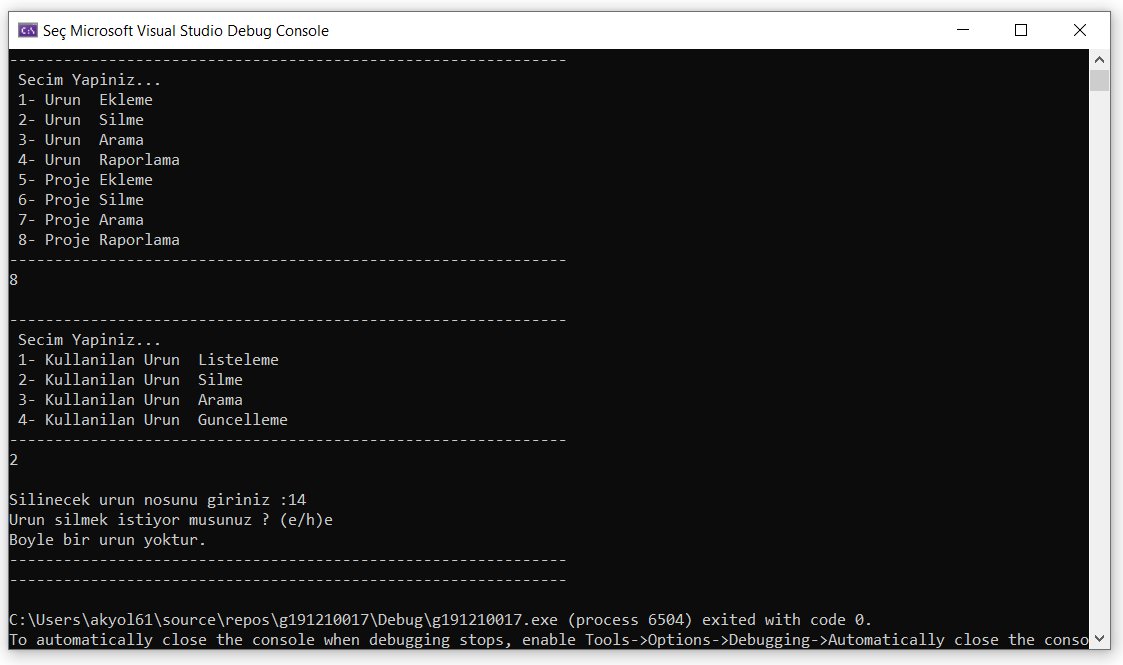 Seç Microsoft Visual Studio Debug Console
--------------------------------------------------------------
Secim Yapiniz...
1- Urun  Ekleme
2- Urun  Silme
3- Urun  Arama
4- Urun  Raporlama
5- Proje Ekleme
6- Proje Silme
7- Proje Arama
8- Proje Raporlama
--------------------------------------------------------------
8
--------------------------------------------------------------
Secim Yapiniz...
1- Kullanilan Urun  Listeleme
2- Kullanilan Urun  Silme
3- Kullanilan Urun  Arama
4- Kullanilan Urun  Guncelleme
--------------------------------------------------------------
2
Silinecek urun nosunu giriniz :14
Urun silmek istiyor musunuz ? (e/h)e
Boyle bir urun yoktur.
--------------------------------------------------------------
--------------------------------------------------------------
C:\Users\akyol61\source\repos\g191210017\Debug\g191210017.exe (process 6504) exited with code 0.
To automatically close the console when debugging stops, enable Tools->Options->Debugging->Automatically close the conso